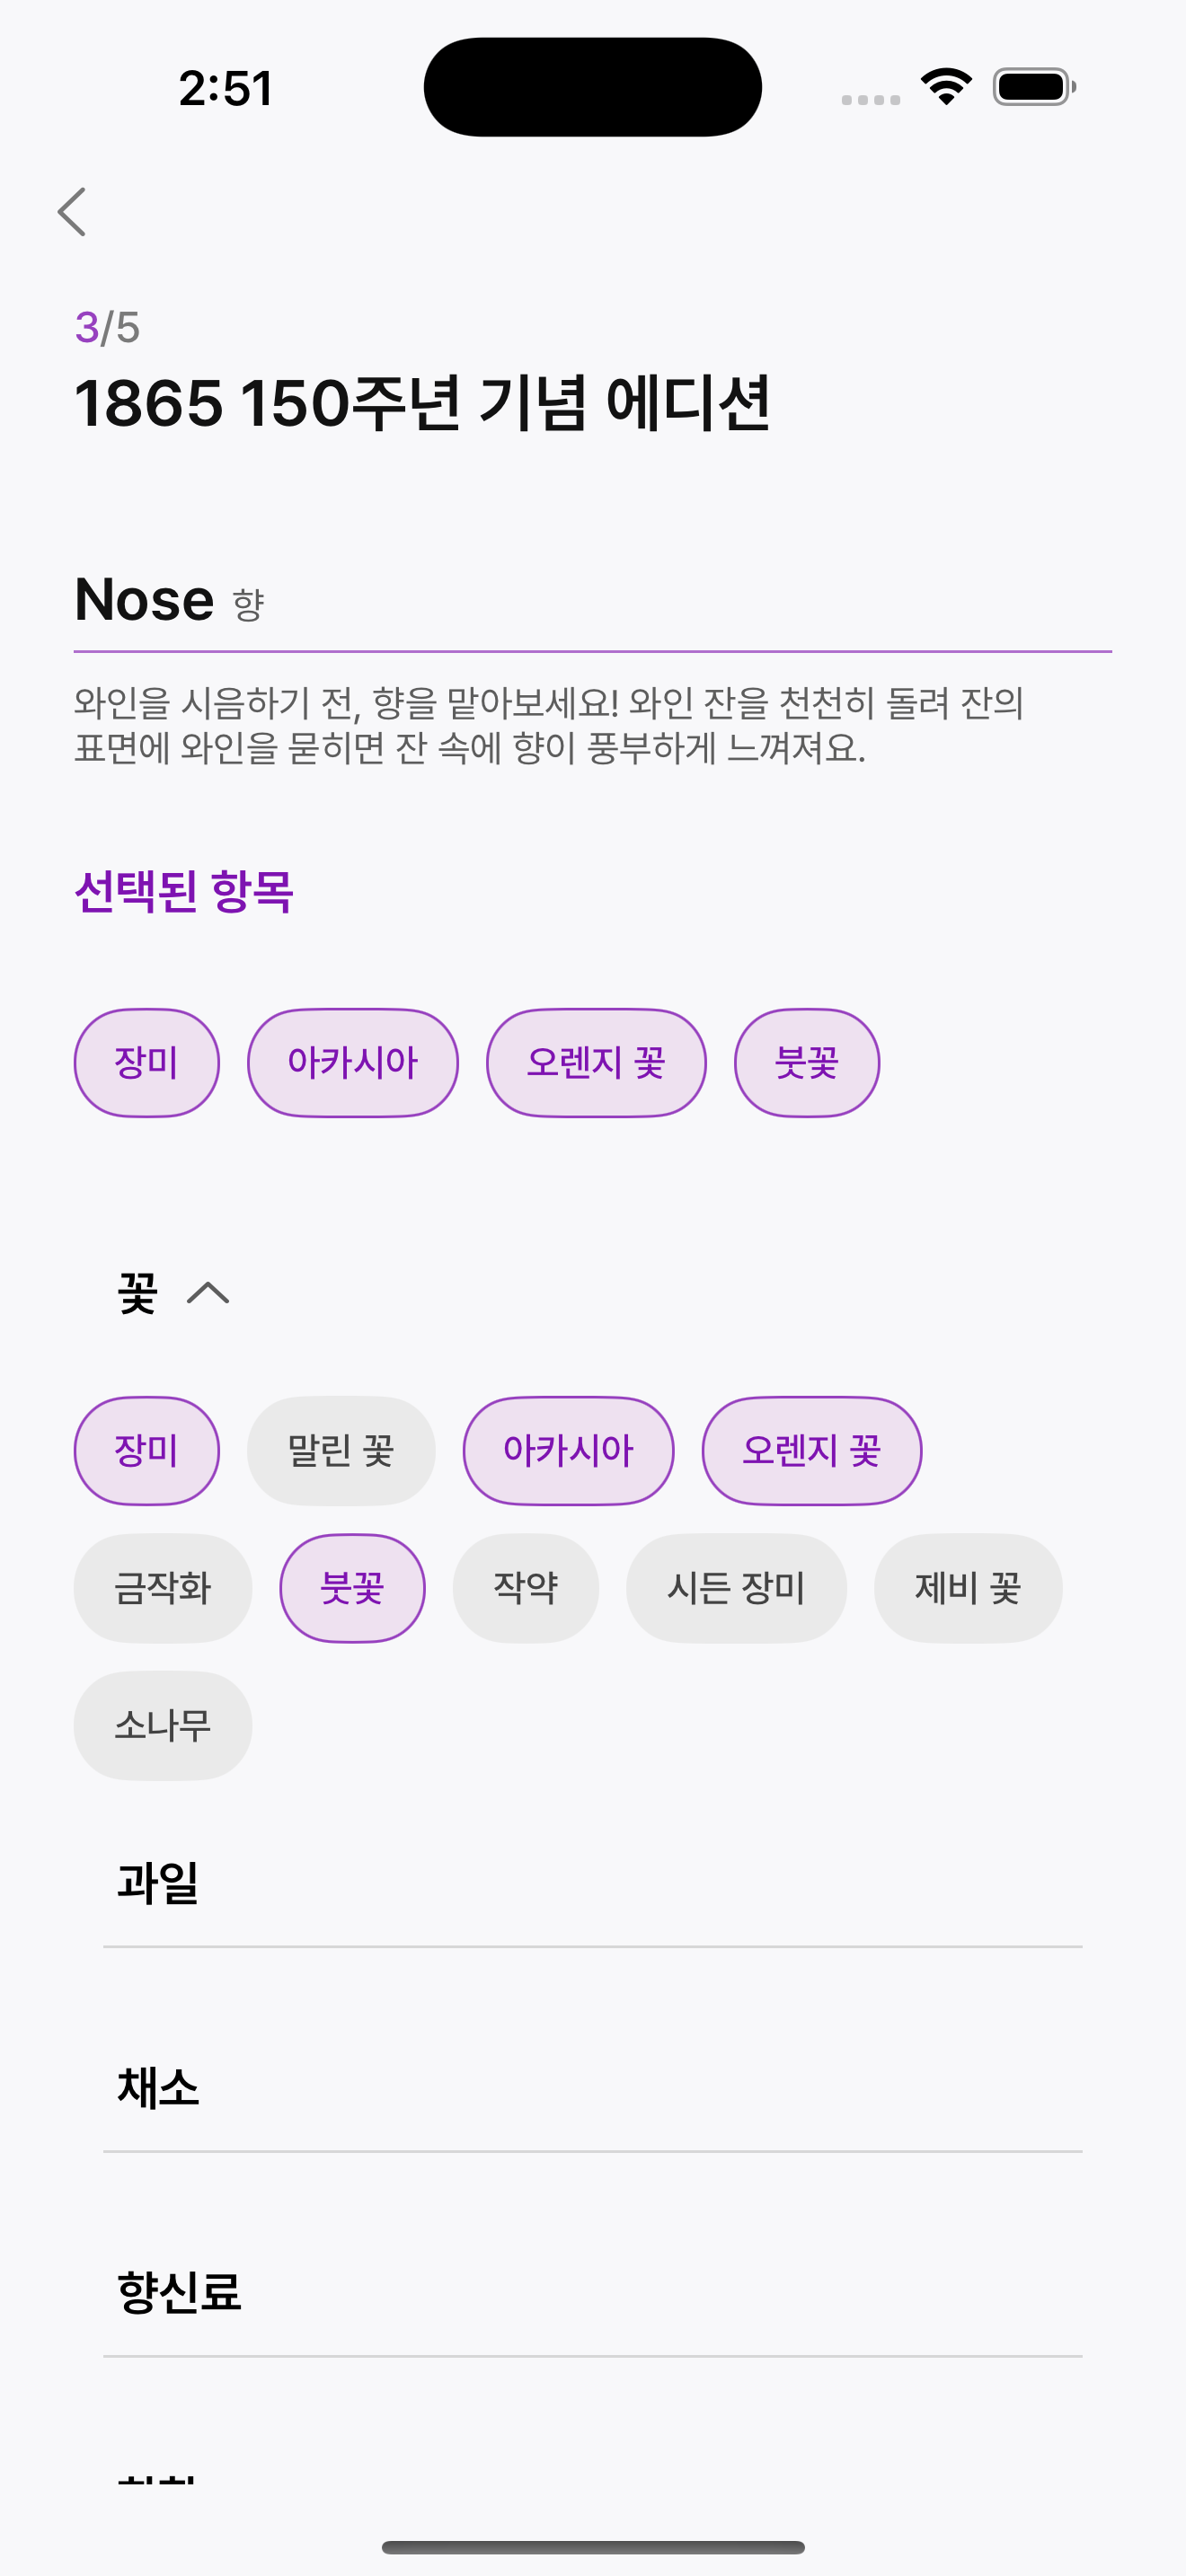 2:51
3/5
1865 150주년 기념 에디션
Nose 향
와인을 시음하기 전, 향을 맡아보세요! 와인 잔을 천천히 돌려 잔의
표면에 와인을 묻히면 잔 속에 향이 풍부하게 느껴져요.
선택된 항목
장미 아카시아 오렌지 꽃 붓꽃
꽃
장미 말린 꽃 아카시아 오렌지 꽃
금작화 붓꽃 작약 시든 장미 제비 꽃
소나무
과일
채소
향신료